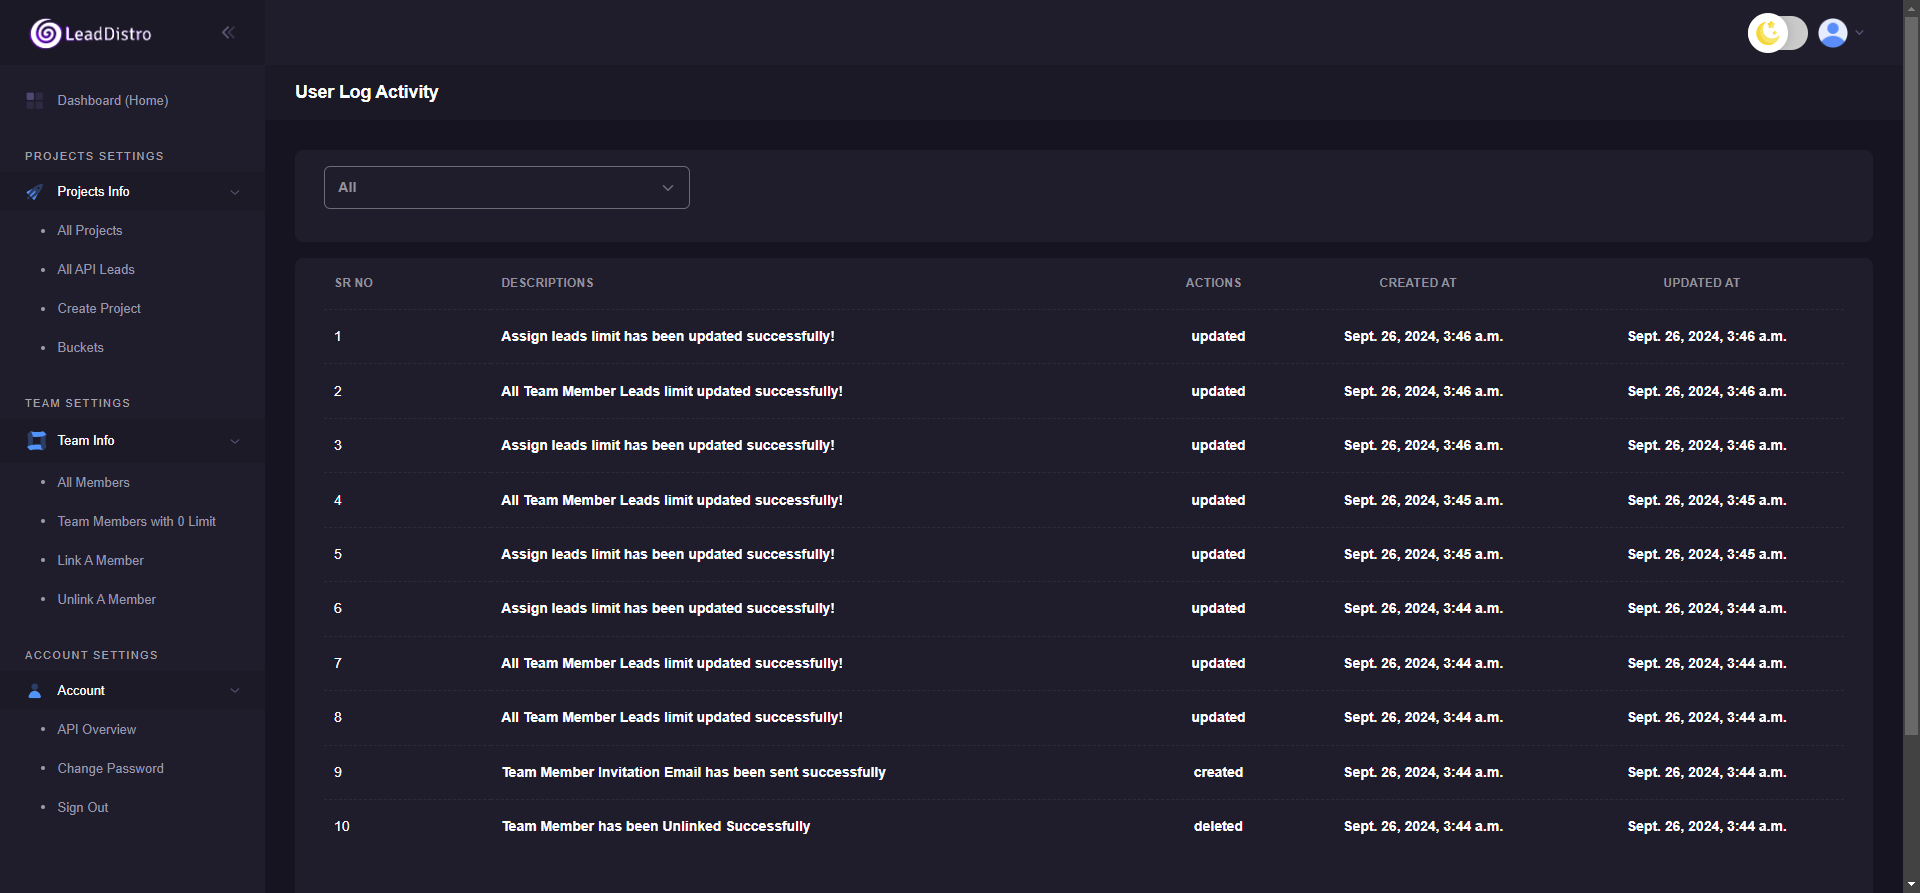 LeadDistro
Dashboard (Home)
PROJECTS SETTINGS
Projects Info
All Projects
All API Leads
Create Project
Buckets
TEAM SETTINGS
Team Info
All Members
Team Members with 0 Limit
Link A Member
Unlink A Member
ACCOUNT SETTINGS
Account
API Overview
Change Password
Sign Out
User Log Activity
All
SR NO DESCRIPTIONS ACTIONS CREATED AT UPDATED AT
1 Assign leads limit has been updated successfully! updated Sept. 26, 2024, 3:46 a.m. Sept. 26, 2024, 3:46 a.m.
2 All Team Member Leads limit updated successfully! updated Sept. 26, 2024, 3:46 a.m. Sept. 26, 2024, 3:46 a.m.
3 Assign leads limit has been updated successfully! updated Sept. 26, 2024, 3:46 a.m. Sept. 26, 2024, 3:46 a.m.
4 All Team Member Leads limit updated successfully! updated Sept. 26, 2024, 3:45 a.m. Sept. 26, 2024, 3:45 a.m.
5 Assign leads limit has been updated successfully! updated Sept. 26, 2024, 3:45 a.m. Sept. 26, 2024, 3:45 a.m.
6 Assign leads limit has been updated successfully! updated Sept. 26, 2024, 3:44 a.m. Sept. 26, 2024, 3:44 a.m.
7 All Team Member Leads limit updated successfully! updated Sept. 26, 2024, 3:44 a.m. Sept. 26, 2024, 3:44 a.m.
8 All Team Member Leads limit updated successfully! updated Sept. 26, 2024, 3:44 a.m. Sept. 26, 2024, 3:44 a.m.
9 Team Member Invitation Email has been sent successfully created Sept. 26, 2024, 3:44 a.m. Sept. 26, 2024, 3:44 a.m.
10 Team Member has been Unlinked Successfully deleted Sept. 26, 2024, 3:44 a.m. Sept. 26, 2024, 3:44 a.m.